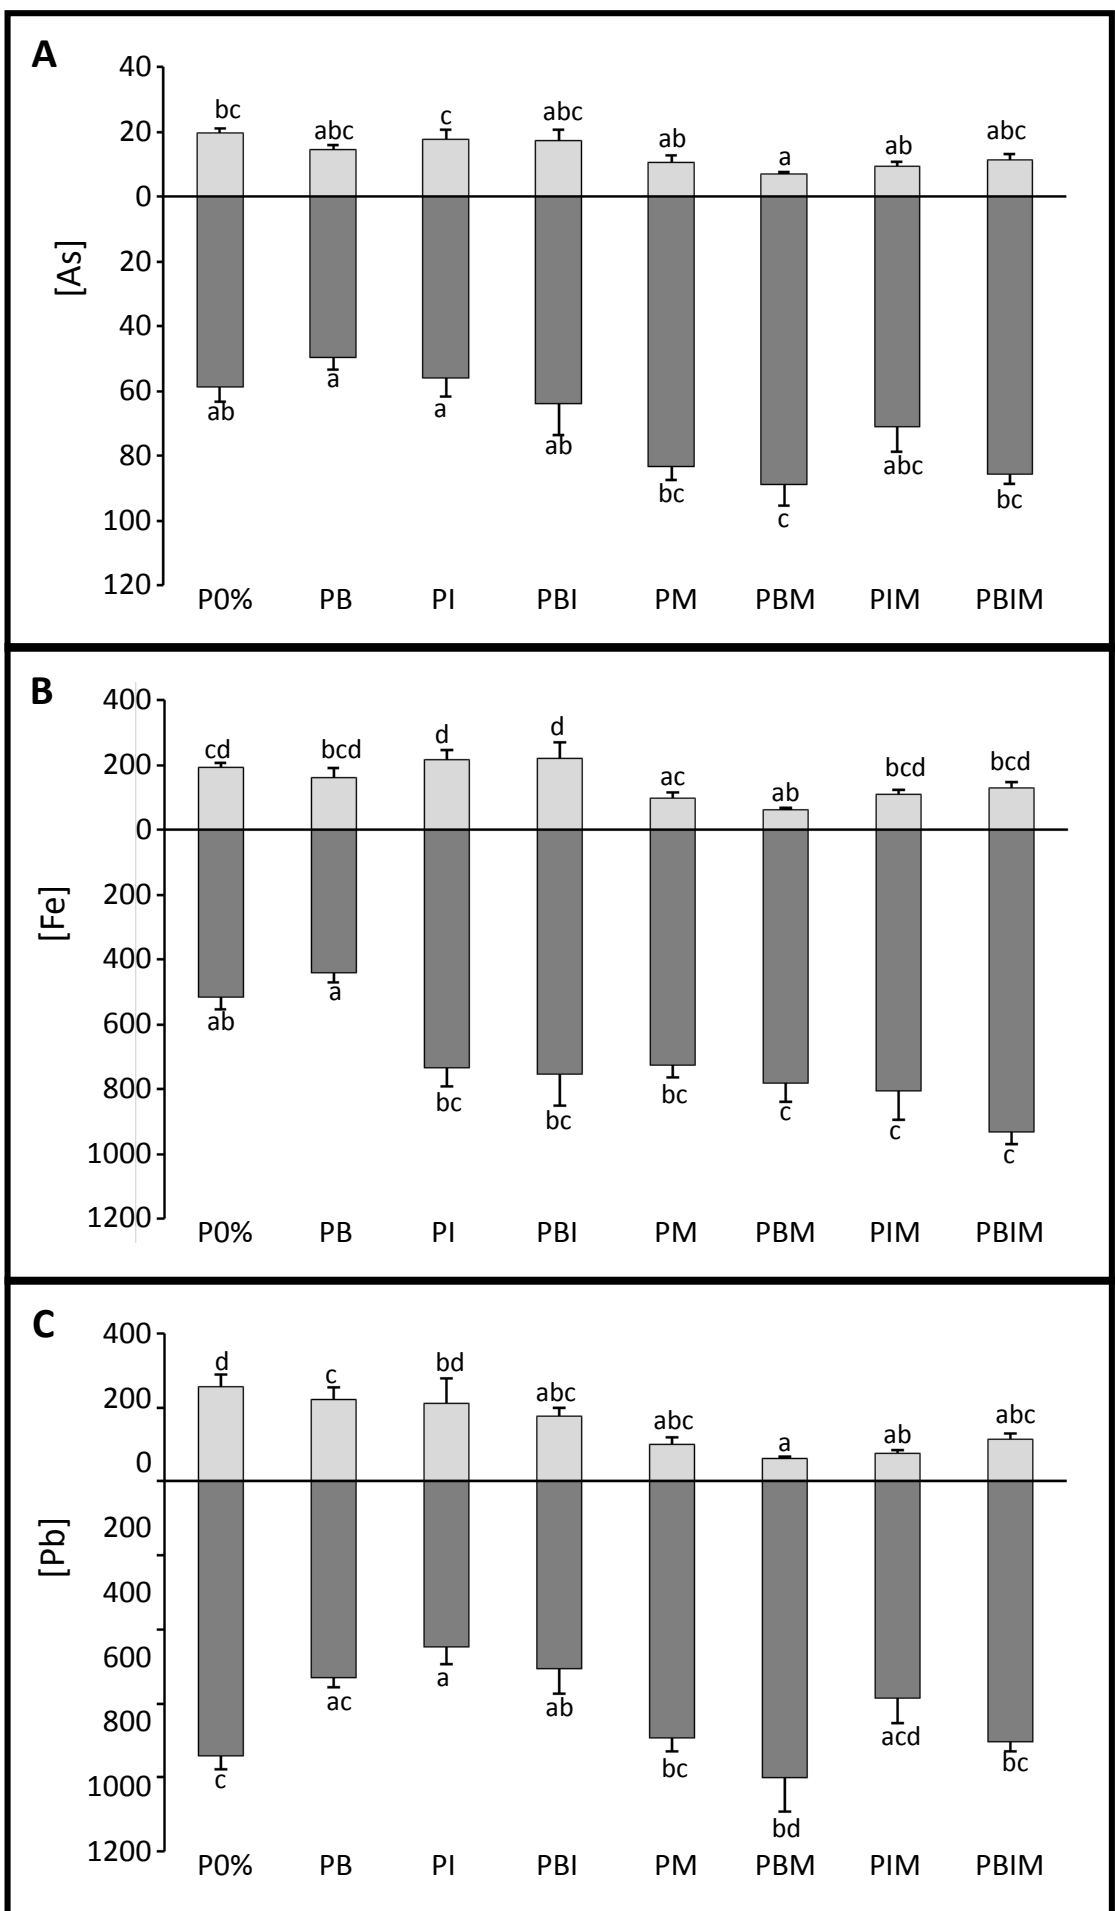 A
40
bc
abc
c
abc
ab
a
ab
abc
20
0
[As]
20
40
60
80
100
120
ab
a
a
ab
bc
c
abc
bc
P0% PB PI PBI PM PBM PIM PBIM
B
400
cd
bcd
d
d
ac
ab
bcd
bcd
200
0
[Fe]
200
400
600
800
1000
1200
ab
a
bc
bc
bc
c
c
c
P0% PB PI PBI PM PBM PIM PBIM
C
400
d
c
bd
abc
abc
a
ab
abc
200
0
[Pb]
200
400
600
800
1000
1200
c
ac
a
ab
bc
bd
acd
bc
P0% PB PI PBI PM PBM PIM PBIM